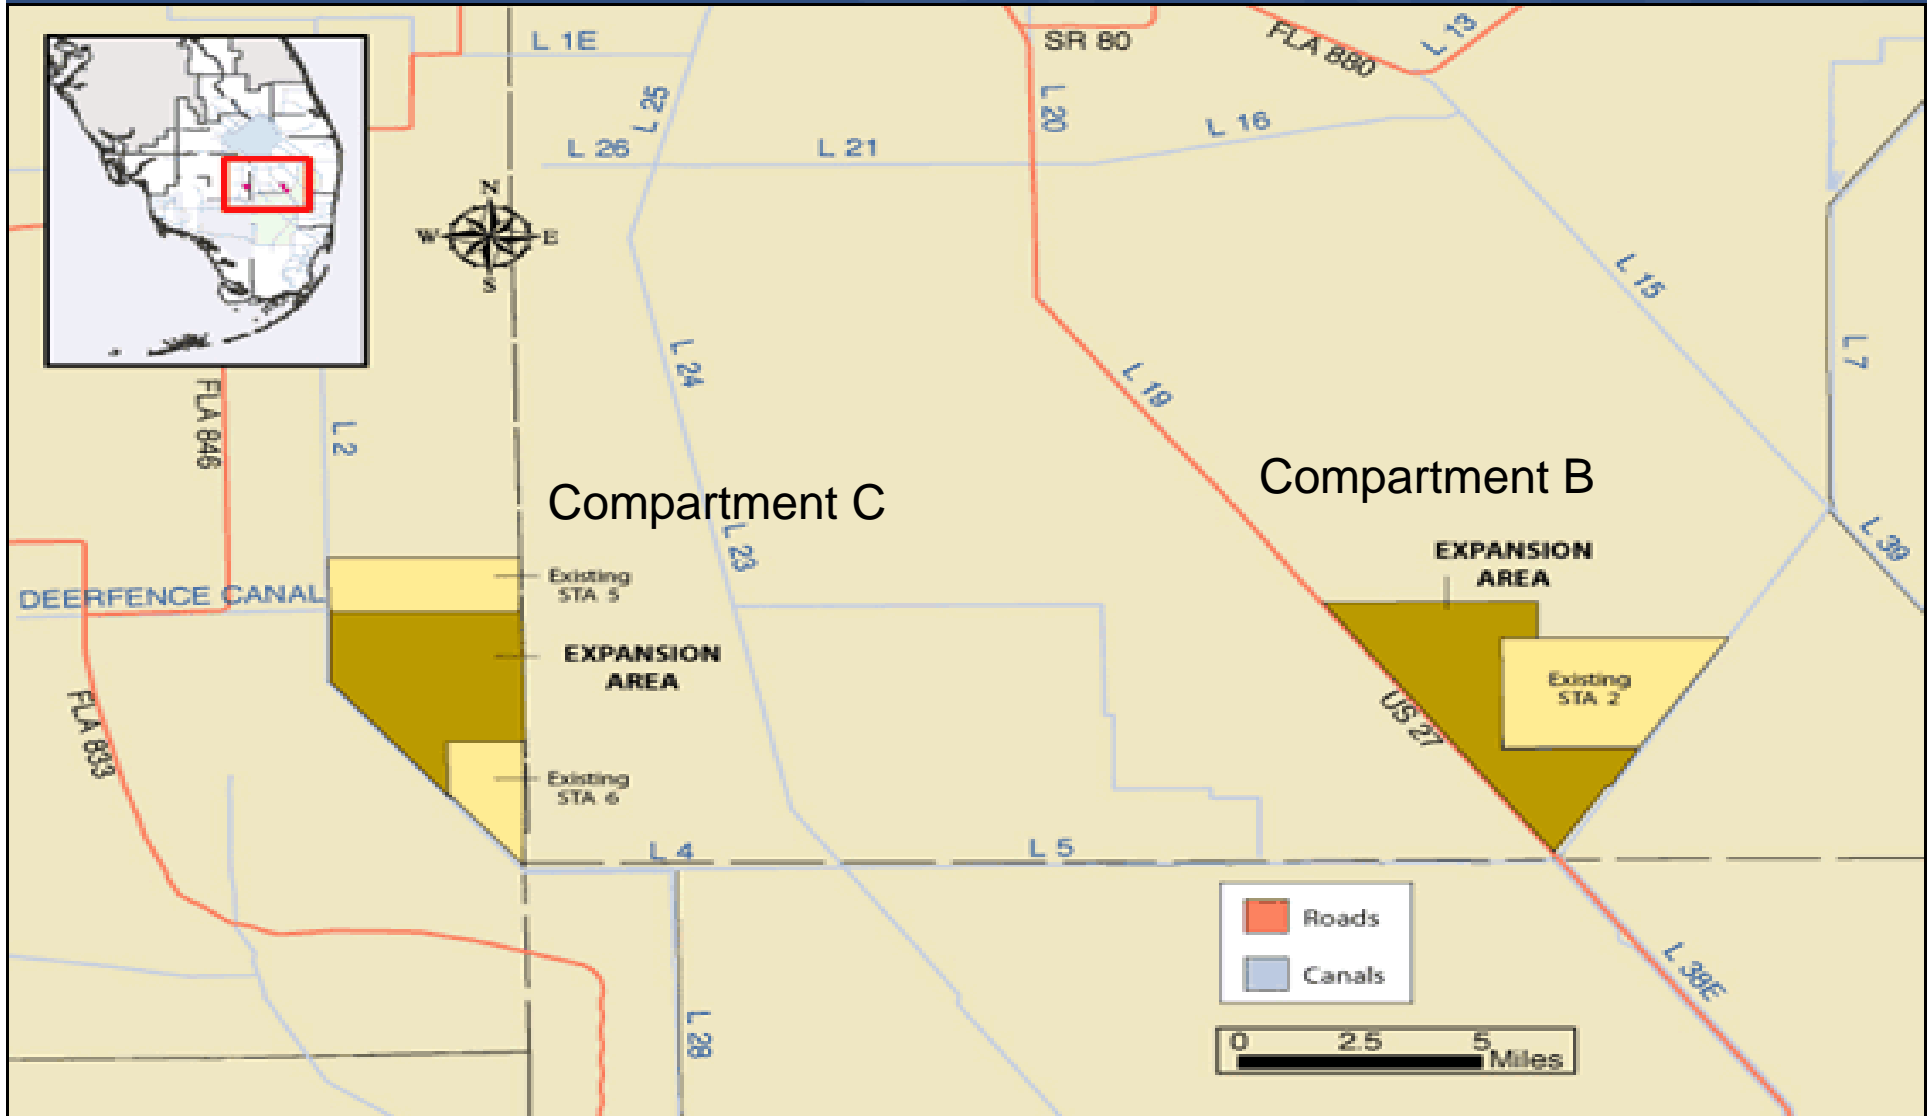 L 1E
SR 80
FLA 880
L 13
L 25
L 20
L 26
L 21
L 16
N
W
E
S
L 15
L 7
L 24
L 19
FLA 846
L 2
Compartment C
Compartment B
L 23
L 39
EXPANSION
AREA
Existing
STA 5
DEERFENCE CANAL
EXPANSION
AREA
Existing
STA 2
US 27
FLA 833
Existing
STA 6
L 4
L 5
Roads
Canals
L 38E
L 28
0 2.5 5
Miles